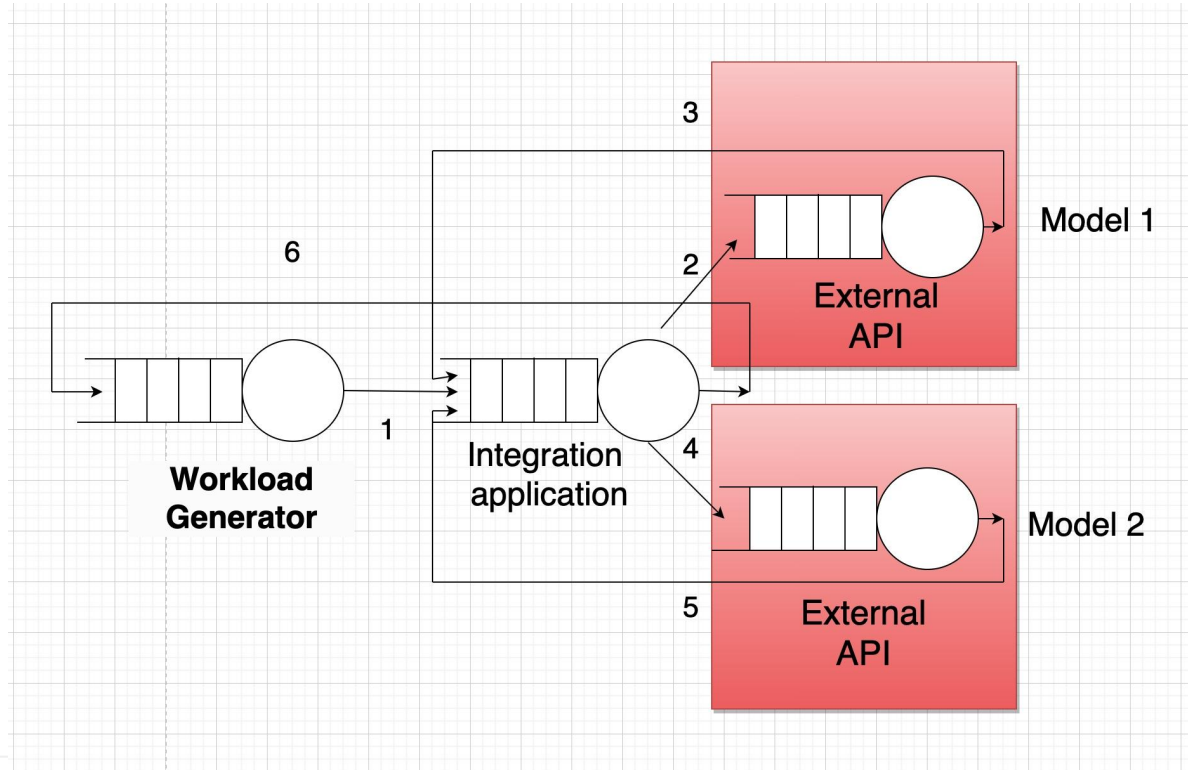 3
Model 1
6
2
External
API
1
4
Integration
application
Workload
Generator
Model 2
5
External
API